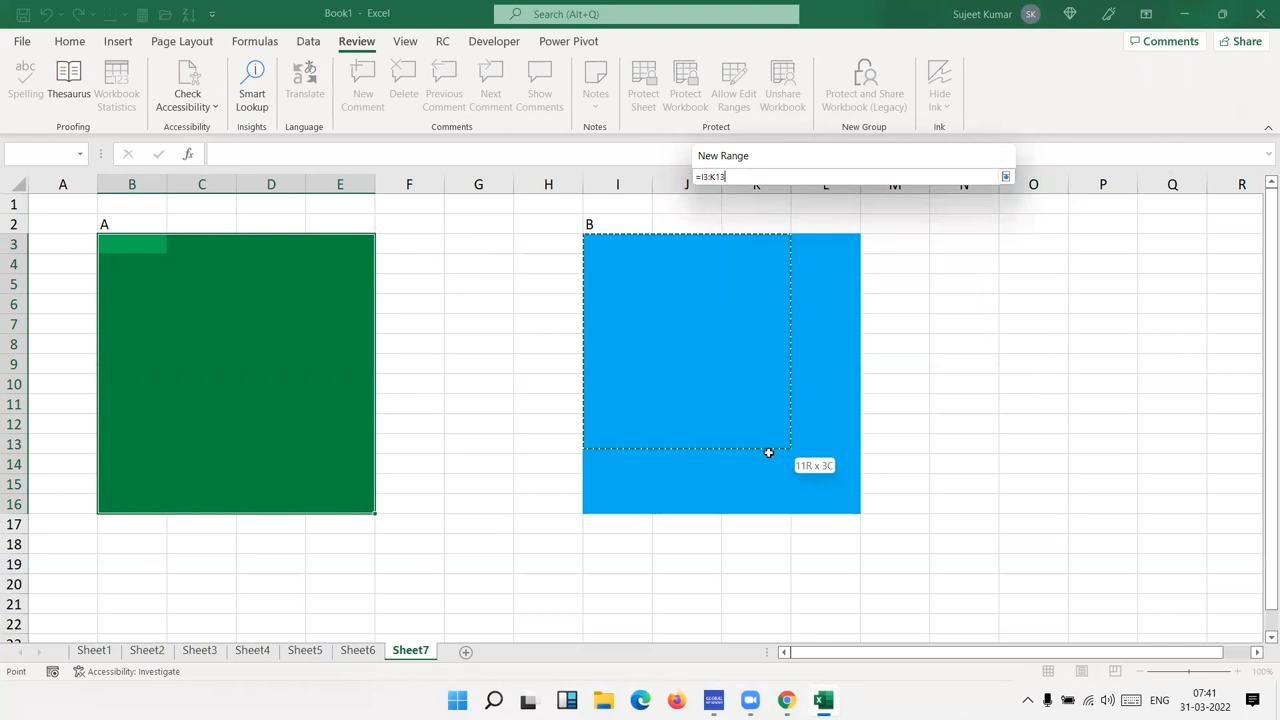 Book1 - Excel
Search (Alt+Q)
Sujeet Kumar
SK
File Home Insert Page Layout Formulas Data Review View RC Developer Power Pivot
Comments Share
Spelling Thesaurus Workbook Statistics
Check Accessibility
Smart Lookup
Translate
New Comment Delete Previous Comment Next Comment Show Comments
Notes
Protect Sheet Protect Workbook Allow Edit Ranges Unshare Workbook
Protect and Share Workbook (Legacy)
Hide Ink
Proofing Accessibility Insights Language Comments Notes Protect New Group Ink
fx
New Range
=I3:K13
A B C D E F G H I J K L M N O P Q R
1
2 A B
3
4
5
6
7
8
9
10
11
12
13
14
11R x 3C
15
16
17
18
19
20
21
22
23
Sheet1 Sheet2 Sheet3 Sheet4 Sheet5 Sheet6 Sheet7
Point Accessibility: Investigate 100%
ENG
07:41
31-03-2022